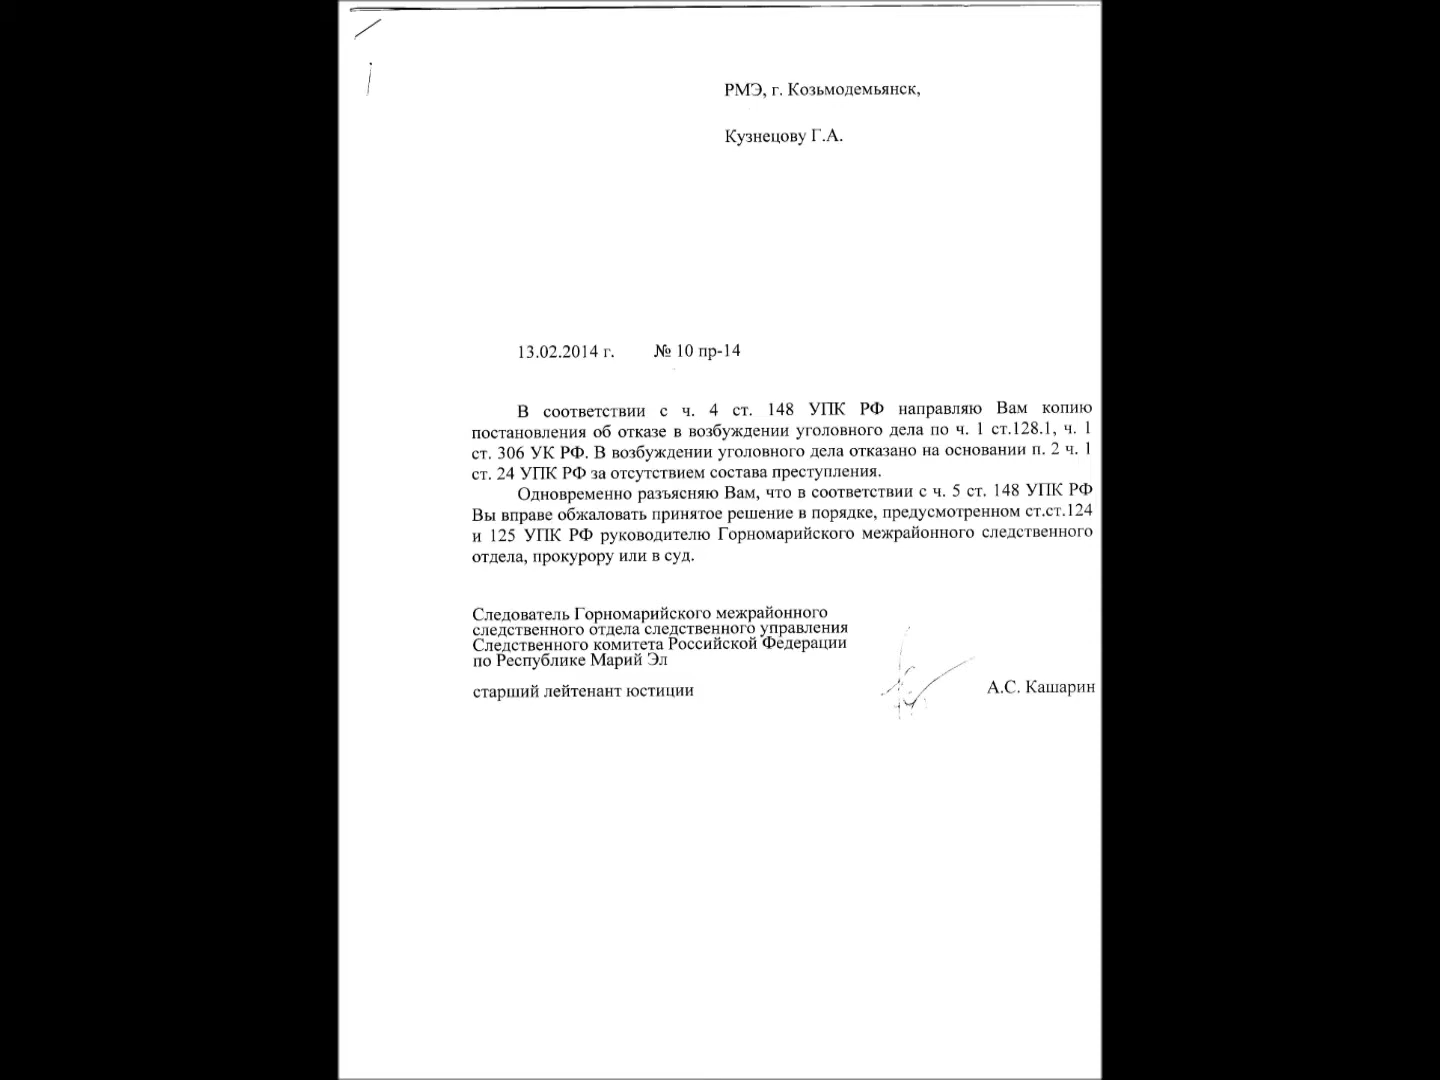 РМЭ, г. Козьмодемьянск,
Кузнецову Г.А.
13.02.2014 г. № 10 пр-14
В соответствии с ч. 4 ст. 148 УПК РФ направляю Вам копию
постановления об отказе в возбуждении уголовного дела по ч. 1 ст.128.1, ч. 1
ст. 306 УК РФ. В возбуждении уголовного дела отказано на основании п. 2 ч. 1
ст. 24 УПК РФ за отсутствием состава преступления.
Одновременно разъясняю Вам, что в соответствии с ч. 5 ст. 148 УПК РФ
Вы вправе обжаловать принятое решение в порядке, предусмотренном ст.ст.124
и 125 УПК РФ руководителю Горномарийского межрайонного следственного
отдела, прокурору или в суд.
Следователь Горномарийского межрайонного
следственного отдела следственного управления
Следственного комитета Российской Федерации
по Республике Марий Эл
старший лейтенант юстиции А.С. Кашарин